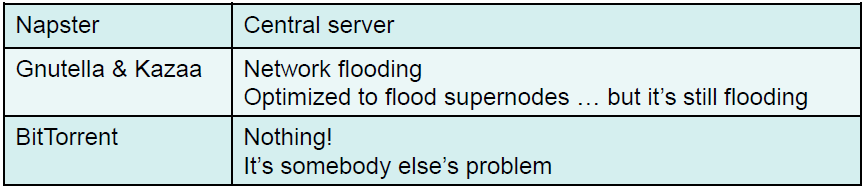 Napster
Central server
Gnutella & Kazaa
Network flooding
Optimized to flood supernodes … but it’s still flooding
BitTorrent
Nothing!
It’s somebody else’s problem